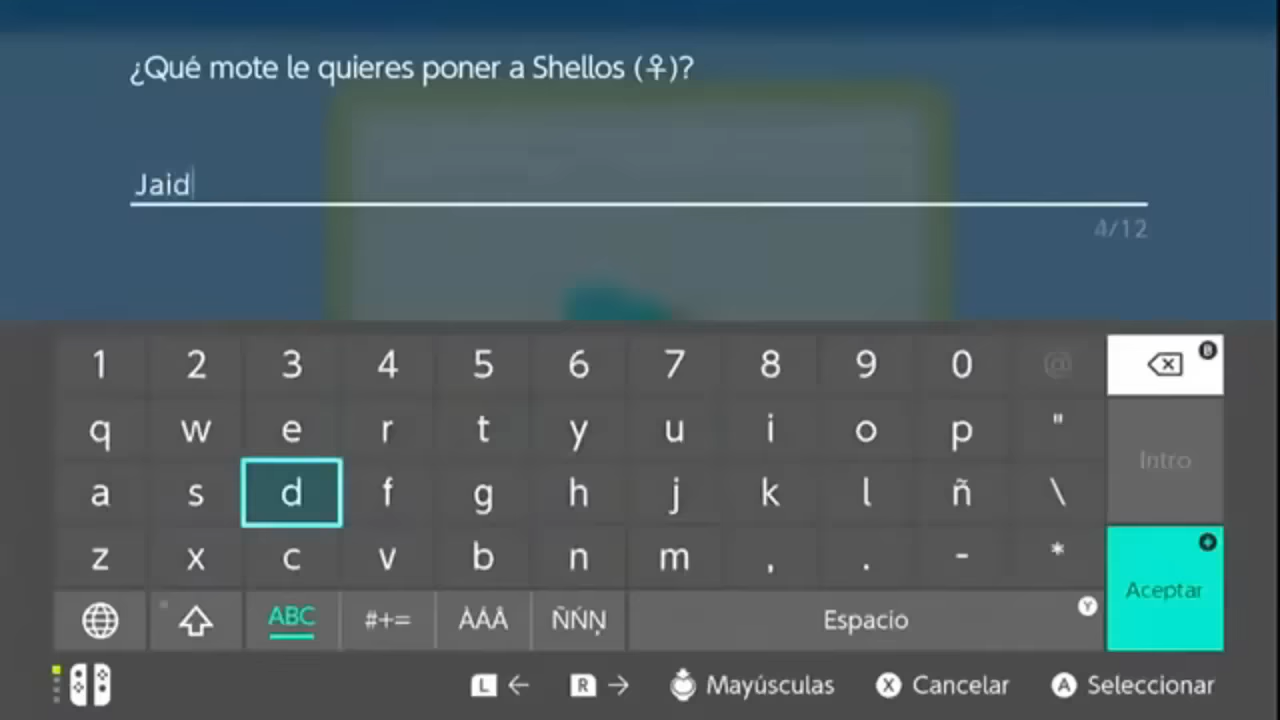 ¿Qué mote le quieres poner a Shellos (♀)?
Jaid
4/12
1 2 3 4 5 6 7 8 9 0 @ B
q w e r t y u i o p "
Intro
a s d f g h j k l ñ \
z x c v b n m , . - *
Aceptar
ABC #+= ÀÁÂ ÑŃŅ Espacio Y
L ← R → Mayúsculas X Cancelar A Seleccionar